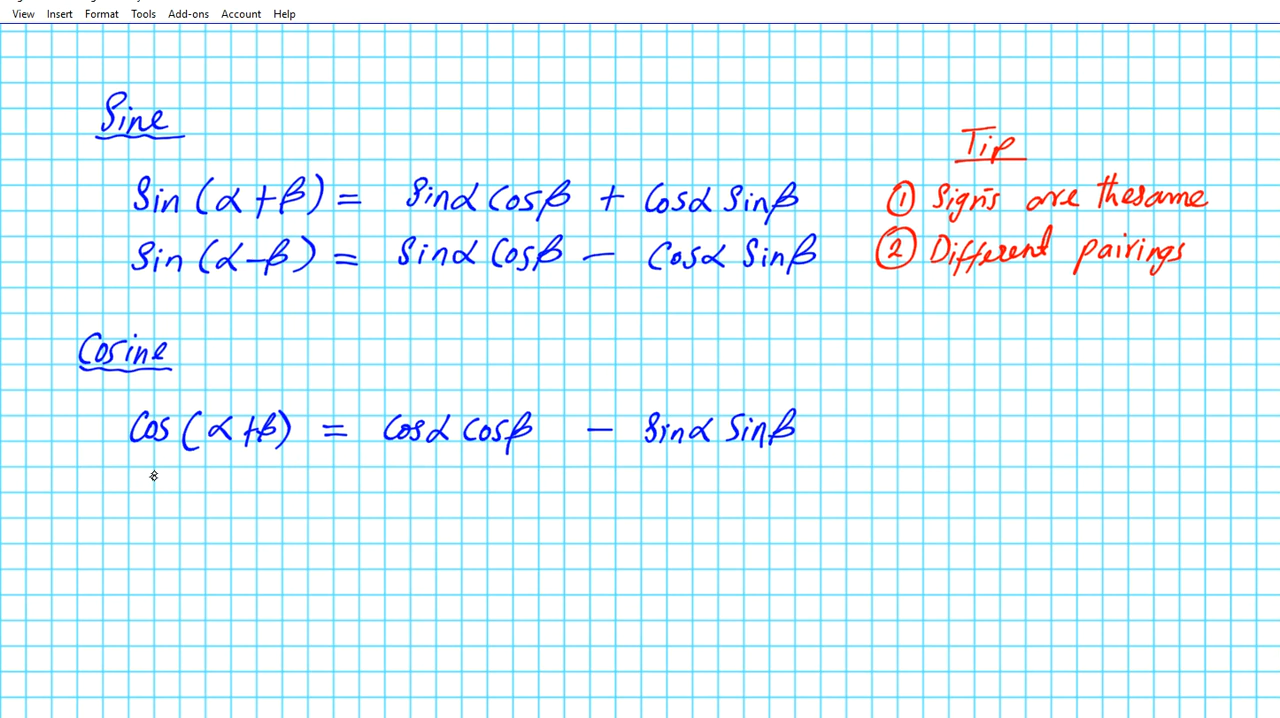 View Insert Format Tools Add-ons Account Help
Sine
Sin (α+β) = Sinα Cosβ + Cosα Sinβ
Sin (α-β) = Sinα Cosβ - Cosα Sinβ
Tip
① Signs are the same
② Different pairings
Cosine
Cos (α+β) = Cosα Cosβ - Sinα Sinβ